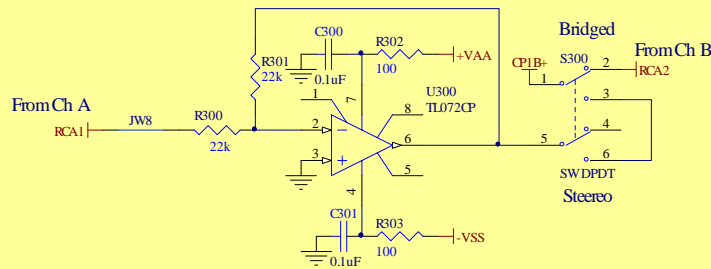 Bridged
From Ch B
C300
0.1uF
R301
22k
R302
100
+VAA
U300
TL072CP
CP1B+
S300
1
2
RCA2
3
4
5
6
SWDPDT
Steereo
From Ch A
RCA1
JW8
R300
22k
1
2
3
7
8
6
5
4
C301
0.1uF
R303
100
-VSS